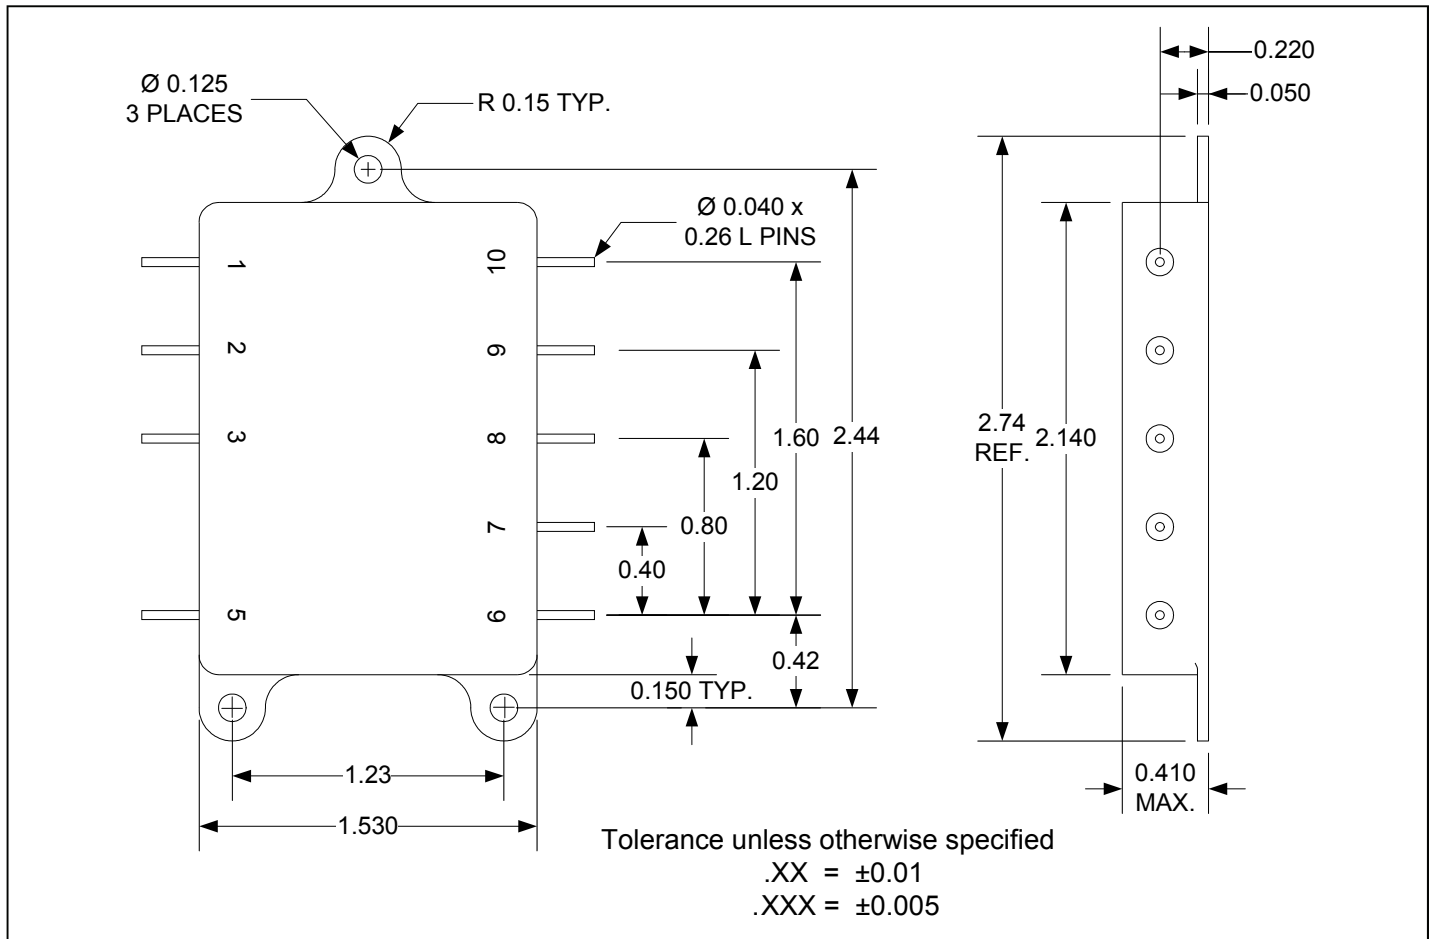 Ø 0.125
3 PLACES
R 0.15 TYP.
0.220
0.050
Ø 0.040 x
0.26 L PINS
1
10
2
9
3
8
7
5
6
1.60
2.44
1.20
0.80
0.40
0.42
0.150 TYP.
1.23
1.530
2.74
REF.
2.140
0.410
MAX.
Tolerance unless otherwise specified
.XX = ±0.01
.XXX = ±0.005